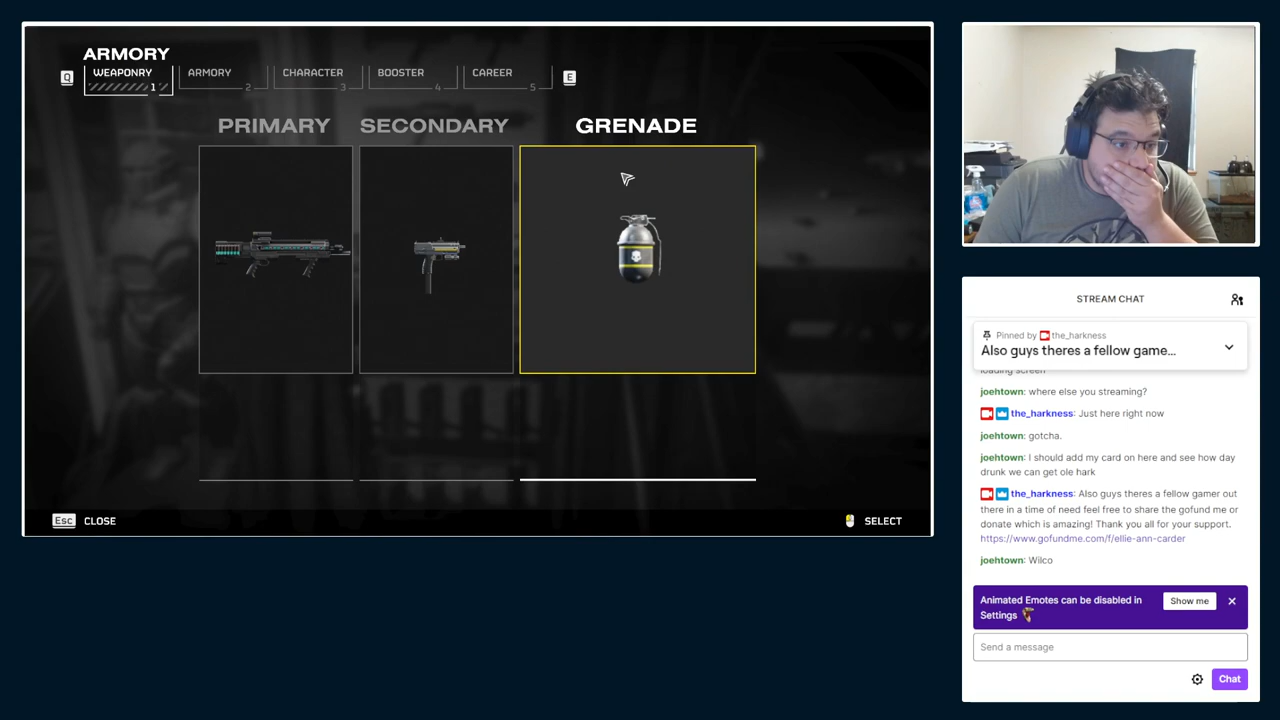 ARMORY
Q
WEAPONRY
1
ARMORY
2
CHARACTER
3
BOOSTER
4
CAREER
5
E
PRIMARY
SECONDARY
GRENADE
Esc CLOSE
SELECT
STREAM CHAT
Pinned by the_harkness
Also guys theres a fellow game...
loading screen
joehtown: where else you streaming?
the_harkness: Just here right now
joehtown: gotcha.
joehtown: I should add my card on here and see how day
drunk we can get ole hark
the_harkness: Also guys theres a fellow gamer out
there in a time of need feel free to share the gofund me or
donate which is amazing! Thank you all for your support.
https://www.gofundme.com/f/ellie-ann-carder
joehtown: Wilco
Animated Emotes can be disabled in
Settings
Show me
Send a message
Chat